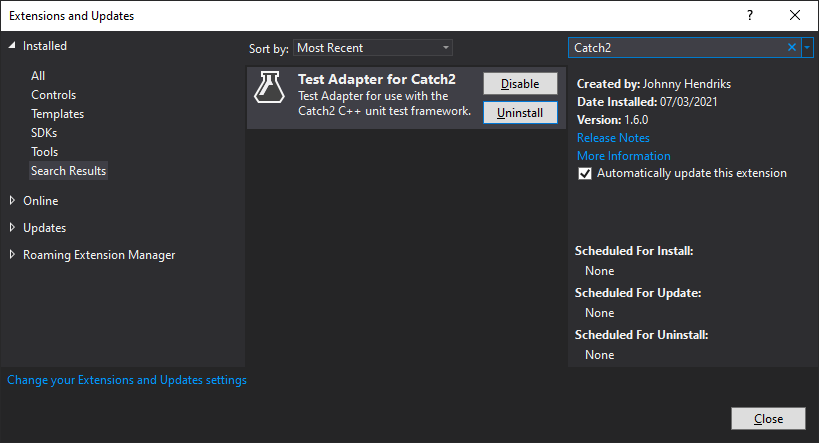 Extensions and Updates
Installed
All
Controls
Templates
SDKs
Tools
Search Results
Online
Updates
Roaming Extension Manager
Sort by: Most Recent
Test Adapter for Catch2
Test Adapter for use with the
Catch2 C++ unit test framework.
Disable
Uninstall
Catch2
Created by: Johnny Hendriks
Date Installed: 07/03/2021
Version: 1.6.0
Release Notes
More Information
Automatically update this extension
Scheduled For Install:
None
Scheduled For Update:
None
Scheduled For Uninstall:
None
Change your Extensions and Updates settings
Close